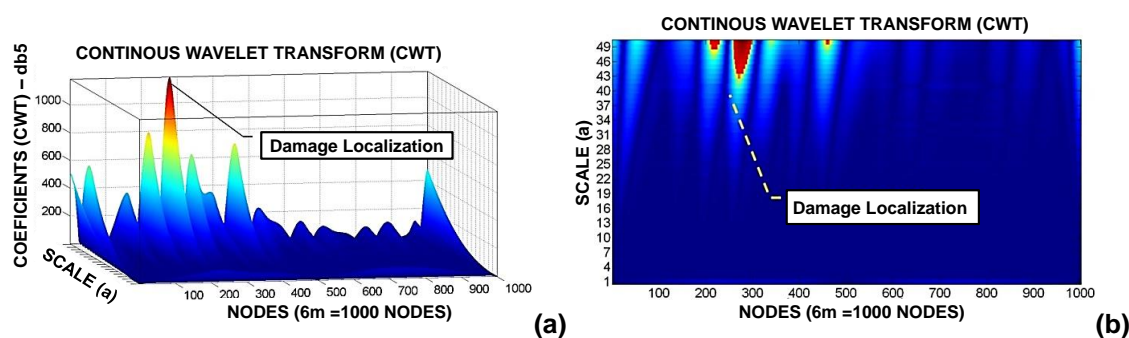 CONTINOUS WAVELET TRANSFORM (CWT)
COEFFICIENTS (CWT) – db5
1000
800
600
400
200
Damage Localization
SCALE (a)
100 200 300 400 500 600 700 800 900 1000
NODES (6m =1000 NODES)
(a)
CONTINOUS WAVELET TRANSFORM (CWT)
SCALE (a)
49
46
43
40
37
34
31
28
25
22
19
16
13
10
7
4
1
Damage Localization
100 200 300 400 500 600 700 800 900 1000
NODES (6m =1000 NODES)
(b)